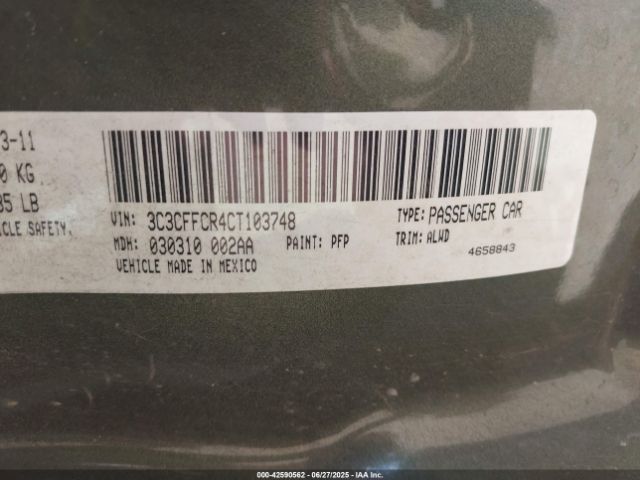 3-11
0 KG
35 LB
ICLE SAFETY,
VIN: 3C3CFFCR4CT103748
TYPE: PASSENGER CAR
MDH: 030310 002AA
PAINT: PFP
TRIM: ALWD
VEHICLE MADE IN MEXICO
4658843
000-42590562 - 06/27/2025 - IAA Inc.